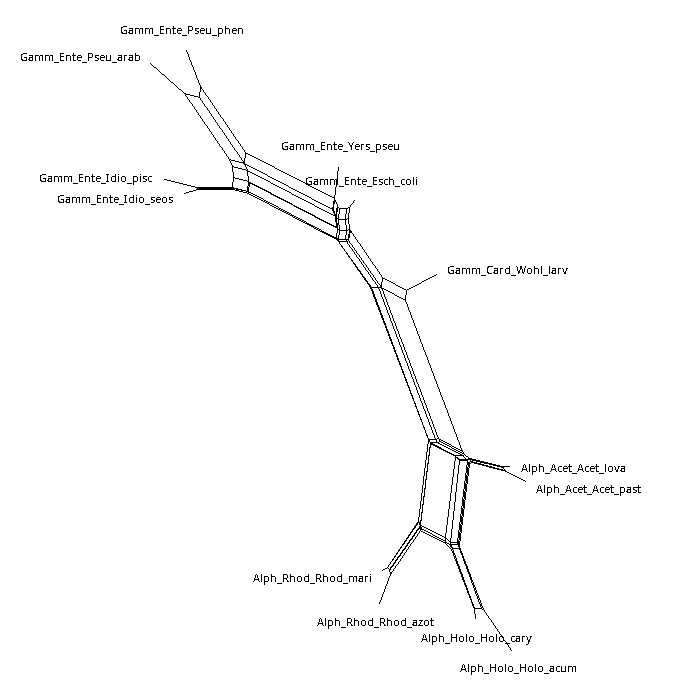 Gamm_Ente_Pseu_phen
Gamm_Ente_Pseu_arab
Gamm_Ente_Yers_pseu
Gamm_Ente_Idio_pisc
Gamm_Ente_Esch_coli
Gamm_Ente_Idio_seos
Gamm_Card_Wohl_larv
Alph_Acet_Acet_lova
Alph_Acet_Acet_past
Alph_Rhod_Rhod_mari
Alph_Rhod_Rhod_azot
Alph_Holo_Holo_cary
Alph_Holo_Holo_acum